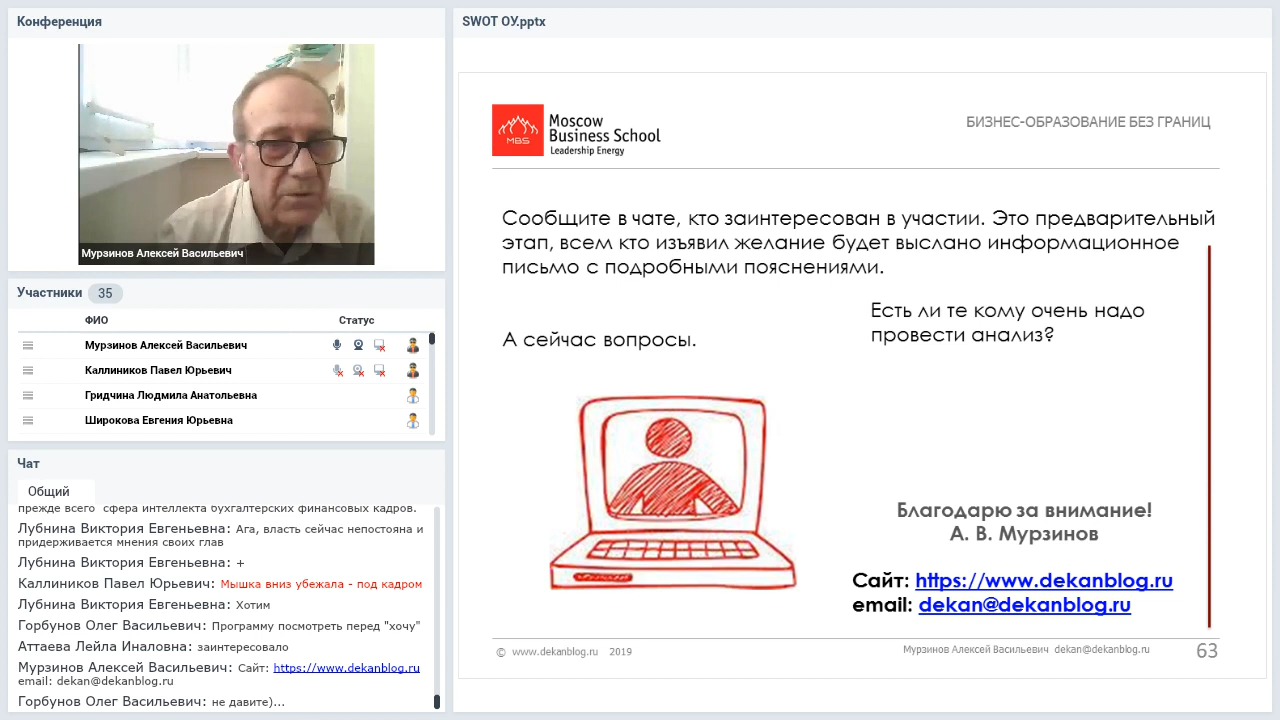 Конференция
Мурзинов Алексей Васильевич
Участники 35
ФИО Статус
Мурзинов Алексей Васильевич
Каллиников Павел Юрьевич
Гридчина Людмила Анатольевна
Широкова Евгения Юрьевна
Чат
Общий
прежде всего сфера интеллекта бухгалтерских финансовых кадров.
Лубнина Виктория Евгеньевна: Ага, власть сейчас непостояна и
придерживается мнения своих глав
Лубнина Виктория Евгеньевна: +
Каллиников Павел Юрьевич: Мышка вниз убежала - под кадром
Лубнина Виктория Евгеньевна: Хотим
Горбунов Олег Васильевич: Программу посмотреть перед "хочу"
Аттаева Лейла Иналовна: заинтересовало
Мурзинов Алексей Васильевич: Сайт: https://www.dekanblog.ru
email: dekan@dekanblog.ru
Горбунов Олег Васильевич: не давите)...
SWOT ОУ.pptx
MBS
Moscow
Business School
Leadership Energy
БИЗНЕС-ОБРАЗОВАНИЕ БЕЗ ГРАНИЦ
Сообщите в чате, кто заинтересован в участии. Это предварительный
этап, всем кто изъявил желание будет выслано информационное
письмо с подробными пояснениями.
Есть ли те кому очень надо
провести анализ?
А сейчас вопросы.
Благодарю за внимание!
А. В. Мурзинов
Сайт: https://www.dekanblog.ru
email: dekan@dekanblog.ru
© www.dekanblog.ru 2019
Мурзинов Алексей Васильевич dekan@dekanblog.ru
63